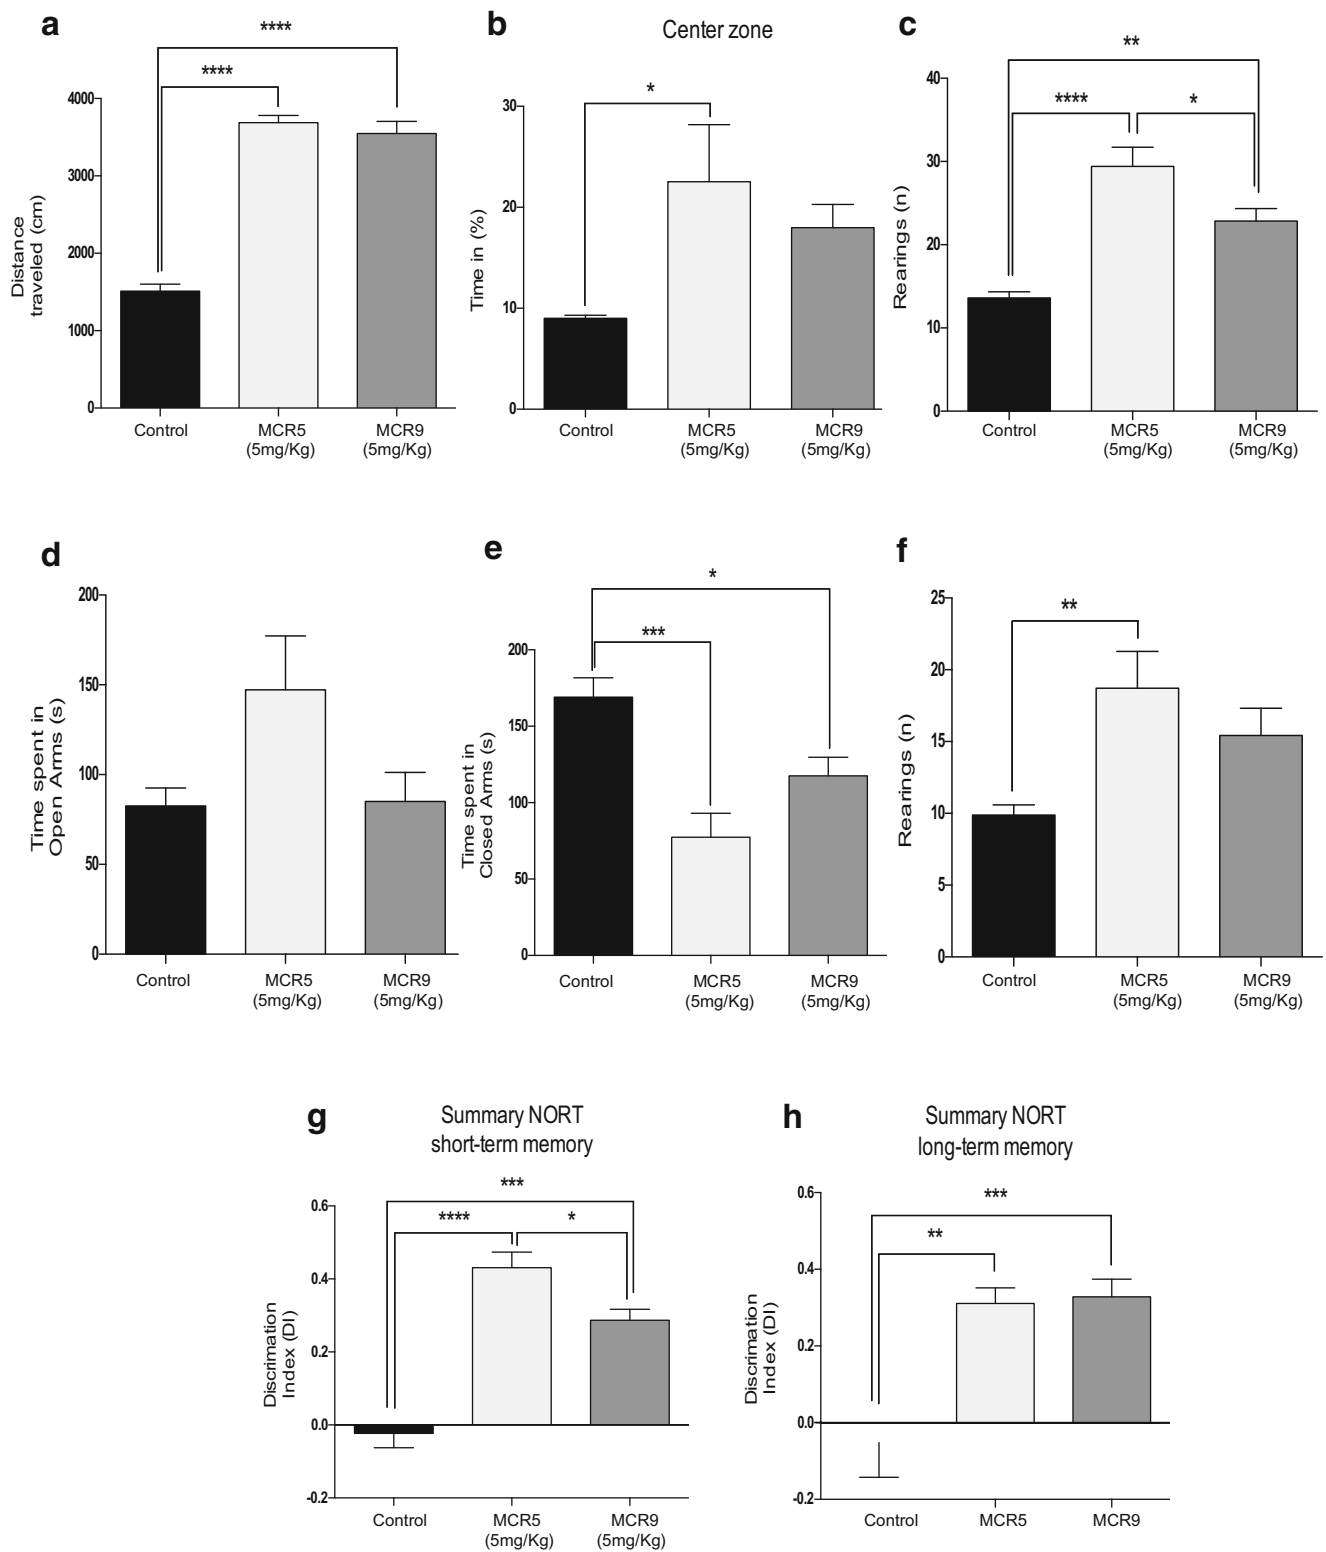 a
****
****
4000
3000
2000
1000
0
Distance
traveled (cm)
Control
MCR5
(5mg/Kg)
MCR9
(5mg/Kg)
b
Center zone
*
30
20
10
0
Time in (%)
Control
MCR5
(5mg/Kg)
MCR9
(5mg/Kg)
c
**
****
*
40
30
20
10
0
Rearings (n)
Control
MCR5
(5mg/Kg)
MCR9
(5mg/Kg)
d
200
150
100
50
0
Time spent in
Open Arms (s)
Control
MCR5
(5mg/Kg)
MCR9
(5mg/Kg)
e
*
***
200
150
100
50
0
Time spent in
Closed Arms (s)
Control
MCR5
(5mg/Kg)
MCR9
(5mg/Kg)
f
**
25
20
15
10
5
0
Rearings (n)
Control
MCR5
(5mg/Kg)
MCR9
(5mg/Kg)
g
Summary NORT
short-term memory
***
****
*
0.6
0.4
0.2
0.0
-0.2
Discrimation
Index (DI)
Control
MCR5
(5mg/Kg)
MCR9
(5mg/Kg)
h
Summary NORT
long-term memory
***
**
0.6
0.4
0.2
0.0
-0.2
Discrimation
Index (DI)
Control
MCR5
MCR9